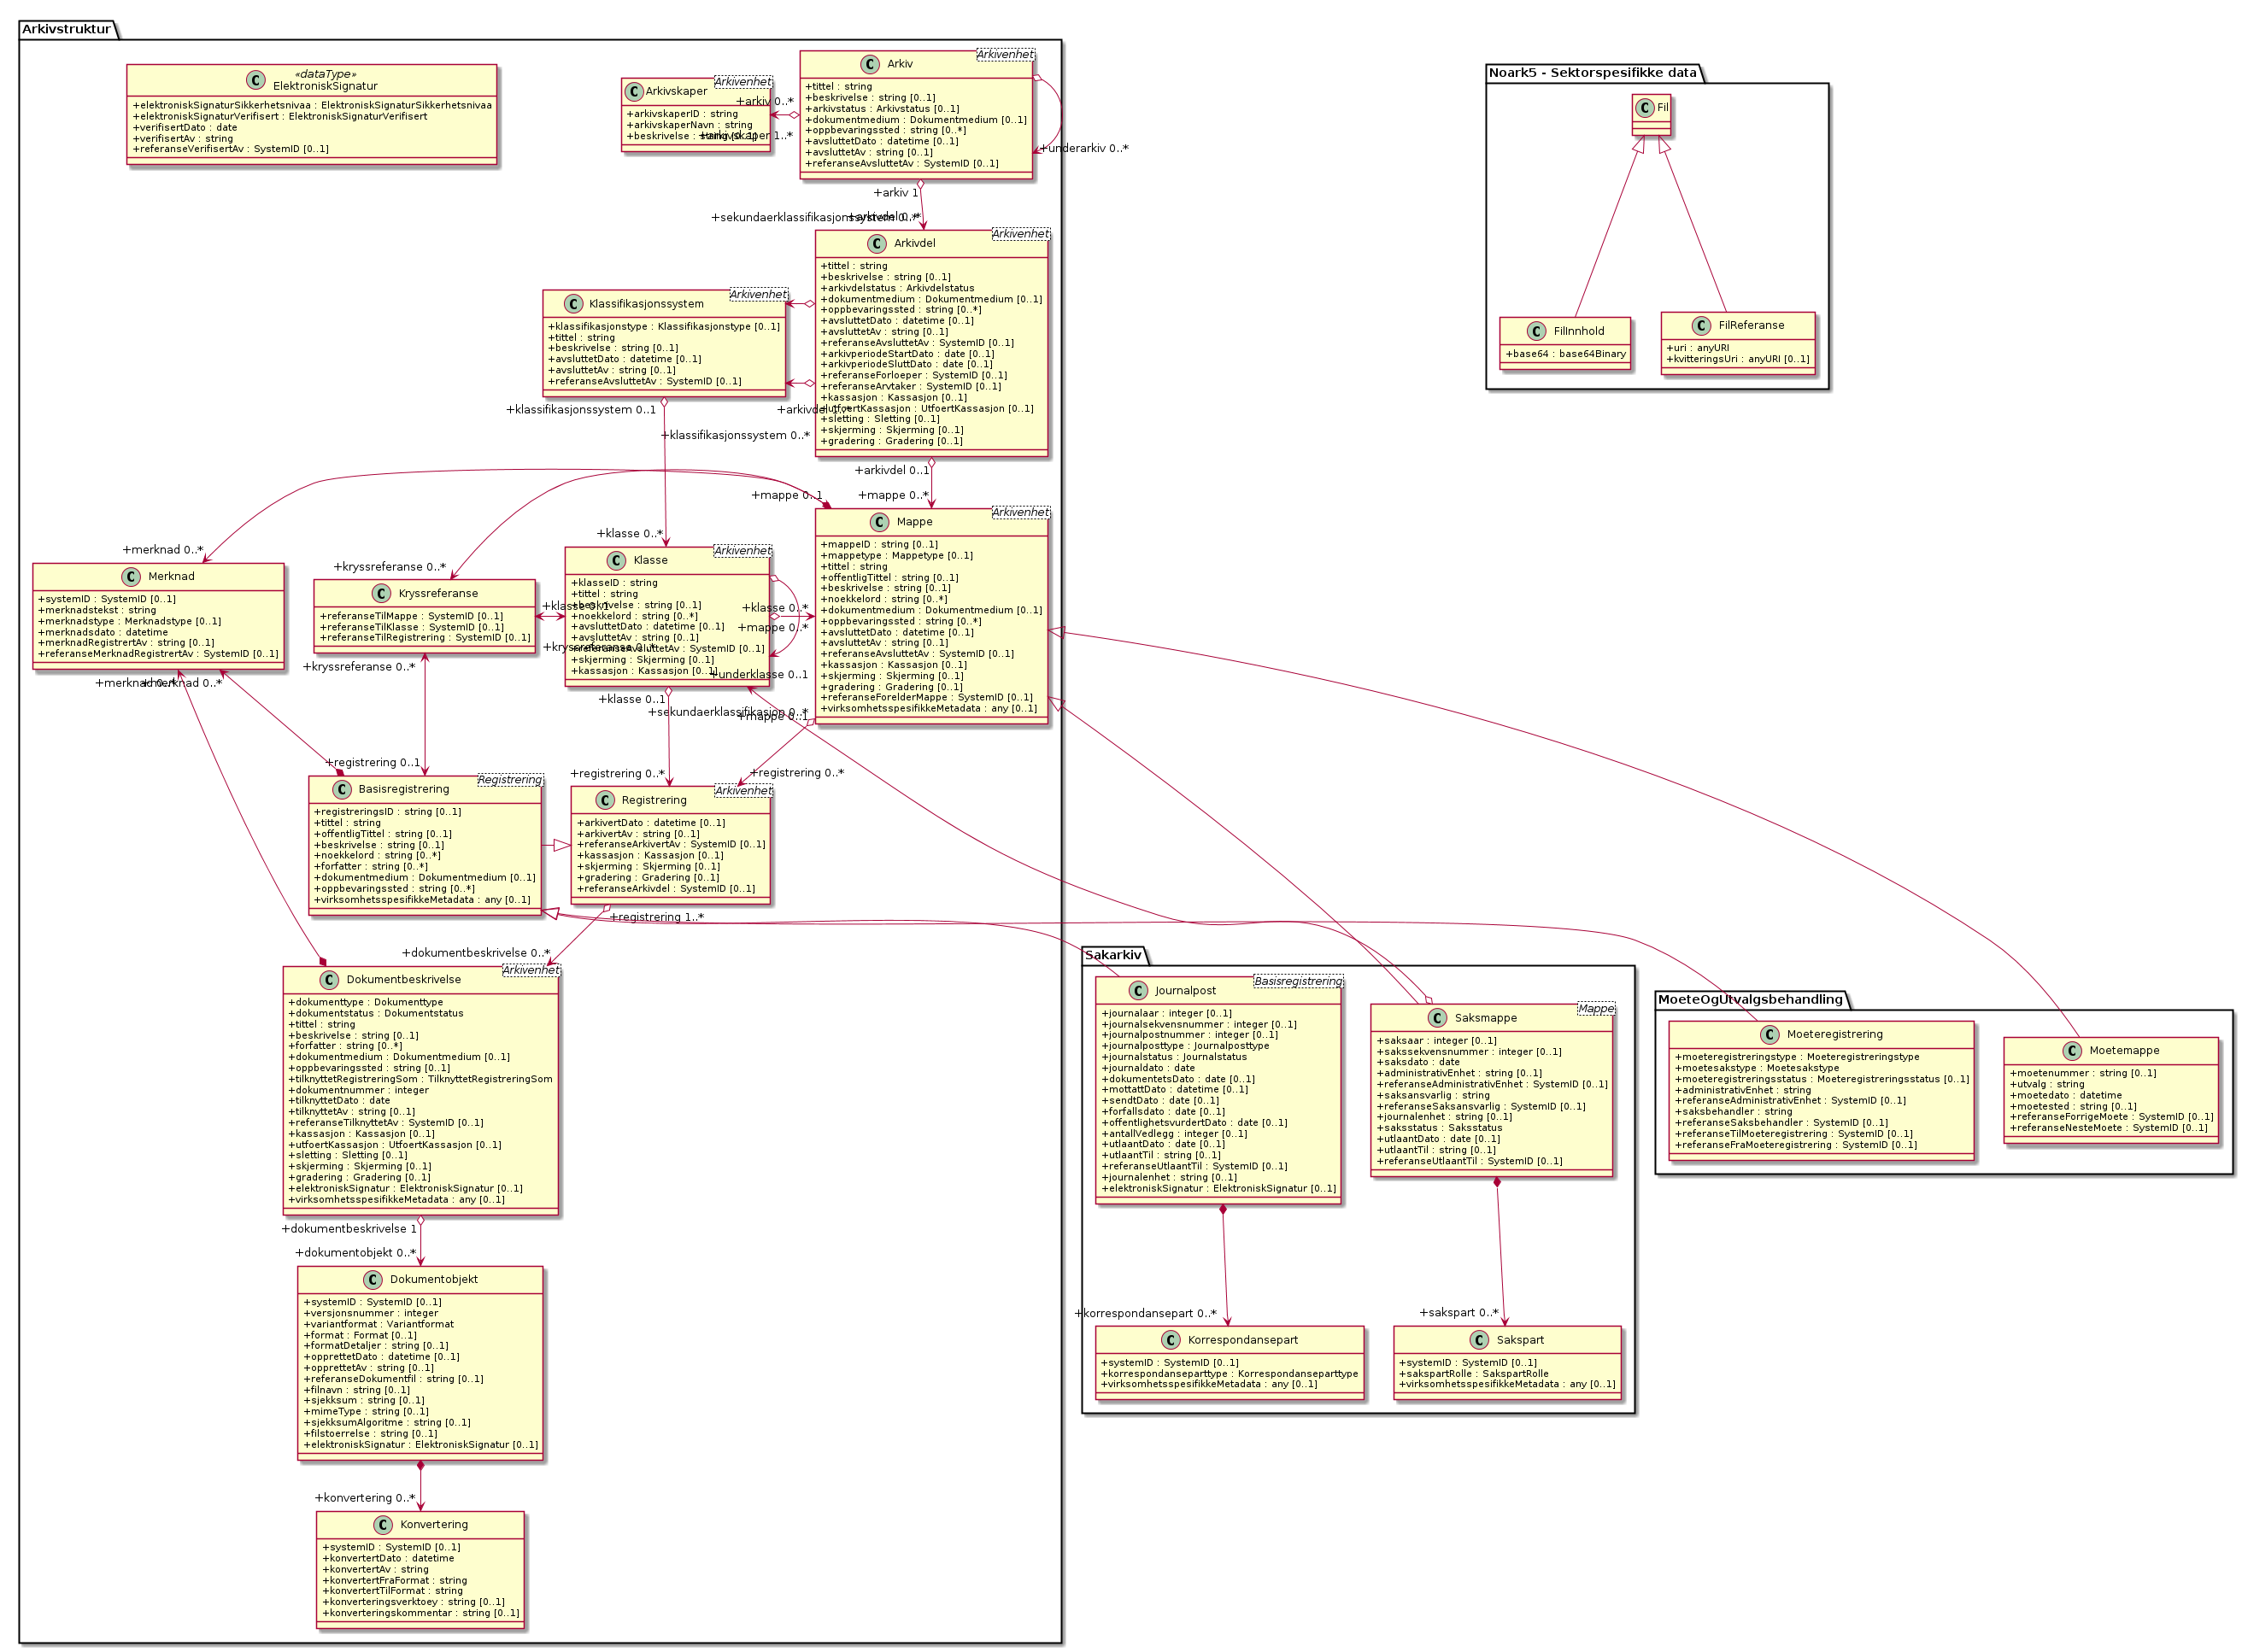 Arkivstruktur
«dataType»
ElektroniskSignatur
+elektroniskSignaturSikkerhetsnivaa : ElektroniskSignaturSikkerhetsnivaa
+elektroniskSignaturVerifisert : ElektroniskSignaturVerifisert
+verifisertDato : date
+verifisertAv : string
+referanseVerifisertAv : SystemID [0..1]
Arkivenhet
Arkivskaper
+arkivskaperID : string
+arkivskaperNavn : string
+beskrivelse : string [0..1]
+arkiv 0..*
+arkivskaper 1..*
Arkivenhet
Arkiv
+tittel : string
+beskrivelse : string [0..1]
+arkivstatus : Arkivstatus [0..1]
+dokumentmedium : Dokumentmedium [0..1]
+oppbevaringssted : string [0..*]
+avsluttetDato : datetime [0..1]
+avsluttetAv : string [0..1]
+referanseAvsluttetAv : SystemID [0..1]
+underarkiv 0..*
+arkiv 1
+sekundaerklassifikasjonssystem 0..*
+arkivdel 0..*
Arkivenhet
Arkivdel
+tittel : string
+beskrivelse : string [0..1]
+arkivdelstatus : Arkivdelstatus
+dokumentmedium : Dokumentmedium [0..1]
+oppbevaringssted : string [0..*]
+avsluttetDato : datetime [0..1]
+avsluttetAv : string [0..1]
+referanseAvsluttetAv : SystemID [0..1]
+arkivperiodeStartDato : date [0..1]
+arkivperiodeSluttDato : date [0..1]
+referanseForloeper : SystemID [0..1]
+referanseArvtaker : SystemID [0..1]
+kassasjon : Kassasjon [0..1]
+utfoertKassasjon : UtfoertKassasjon [0..1]
+sletting : Sletting [0..1]
+skjerming : Skjerming [0..1]
+gradering : Gradering [0..1]
Arkivenhet
Klassifikasjonssystem
+klassifikasjonstype : Klassifikasjonstype [0..1]
+tittel : string
+beskrivelse : string [0..1]
+avsluttetDato : datetime [0..1]
+avsluttetAv : string [0..1]
+referanseAvsluttetAv : SystemID [0..1]
+klassifikasjonssystem 0..1
+arkivdel 1..*
+klassifikasjonssystem 0..*
+arkivdel 0..1
+mappe 0..1
+mappe 0..*
+klasse 0..*
+merknad 0..*
+kryssreferanse 0..*
Merknad
+systemID : SystemID [0..1]
+merknadstekst : string
+merknadstype : Merknadstype [0..1]
+merknadsdato : datetime
+merknadRegistrertAv : string [0..1]
+referanseMerknadRegistrertAv : SystemID [0..1]
Kryssreferanse
+referanseTilMappe : SystemID [0..1]
+referanseTilKlasse : SystemID [0..1]
+referanseTilRegistrering : SystemID [0..1]
+klasse 0..1
+kryssreferanse 0..*
Arkivenhet
Klasse
+klasseID : string
+tittel : string
+beskrivelse : string [0..1]
+noekkelord : string [0..*]
+avsluttetDato : datetime [0..1]
+avsluttetAv : string [0..1]
+referanseAvsluttetAv : SystemID [0..1]
+skjerming : Skjerming [0..1]
+kassasjon : Kassasjon [0..1]
+klasse 0..*
+mappe 0..*
+underklasse 0..1
Arkivenhet
Mappe
+mappeID : string [0..1]
+mappetype : Mappetype [0..1]
+tittel : string
+offentligTittel : string [0..1]
+beskrivelse : string [0..1]
+noekkelord : string [0..*]
+dokumentmedium : Dokumentmedium [0..1]
+oppbevaringssted : string [0..*]
+avsluttetDato : datetime [0..1]
+avsluttetAv : string [0..1]
+referanseAvsluttetAv : SystemID [0..1]
+kassasjon : Kassasjon [0..1]
+skjerming : Skjerming [0..1]
+gradering : Gradering [0..1]
+referanseForelderMappe : SystemID [0..1]
+virksomhetsspesifikkeMetadata : any [0..1]
+merknad 0..*
+merknad 0..*
+kryssreferanse 0..*
+klasse 0..1
+sekundaerklassifikasjon 0..*
+mappe 0..1
+registrering 0..1
+registrering 0..*
+registrering 0..*
Registrering
Basisregistrering
+registreringsID : string [0..1]
+tittel : string
+offentligTittel : string [0..1]
+beskrivelse : string [0..1]
+noekkelord : string [0..*]
+forfatter : string [0..*]
+dokumentmedium : Dokumentmedium [0..1]
+oppbevaringssted : string [0..*]
+virksomhetsspesifikkeMetadata : any [0..1]
Arkivenhet
Registrering
+arkivertDato : datetime [0..1]
+arkivertAv : string [0..1]
+referanseArkivertAv : SystemID [0..1]
+kassasjon : Kassasjon [0..1]
+skjerming : Skjerming [0..1]
+gradering : Gradering [0..1]
+referanseArkivdel : SystemID [0..1]
+registrering 1..*
+dokumentbeskrivelse 0..*
Arkivenhet
Dokumentbeskrivelse
+dokumenttype : Dokumenttype
+dokumentstatus : Dokumentstatus
+tittel : string
+beskrivelse : string [0..1]
+forfatter : string [0..*]
+dokumentmedium : Dokumentmedium [0..1]
+oppbevaringssted : string [0..1]
+tilknyttetRegistreringSom : TilknyttetRegistreringSom
+dokumentnummer : integer
+tilknyttetDato : date
+tilknyttetAv : string [0..1]
+referanseTilknyttetAv : SystemID [0..1]
+kassasjon : Kassasjon [0..1]
+utfoertKassasjon : UtfoertKassasjon [0..1]
+sletting : Sletting [0..1]
+skjerming : Skjerming [0..1]
+gradering : Gradering [0..1]
+elektroniskSignatur : ElektroniskSignatur [0..1]
+virksomhetsspesifikkeMetadata : any [0..1]
+dokumentbeskrivelse 1
+dokumentobjekt 0..*
Dokumentobjekt
+systemID : SystemID [0..1]
+versjonsnummer : integer
+variantformat : Variantformat
+format : Format [0..1]
+formatDetaljer : string [0..1]
+opprettetDato : datetime [0..1]
+opprettetAv : string [0..1]
+referanseDokumentfil : string [0..1]
+filnavn : string [0..1]
+sjekksum : string [0..1]
+mimeType : string [0..1]
+sjekksumAlgoritme : string [0..1]
+filstoerrelse : string [0..1]
+elektroniskSignatur : ElektroniskSignatur [0..1]
+konvertering 0..*
Konvertering
+systemID : SystemID [0..1]
+konvertertDato : datetime
+konvertertAv : string
+konvertertFraFormat : string
+konvertertTilFormat : string
+konverteringsverktoey : string [0..1]
+konverteringskommentar : string [0..1]
Noark5 - Sektorspesifikke data
Fil
FilInnhold
+base64 : base64Binary
FilReferanse
+uri : anyURI
+kvitteringsUri : anyURI [0..1]
Sakarkiv
Basisregistrering
Journalpost
+journalaar : integer [0..1]
+journalsekvensnummer : integer [0..1]
+journalpostnummer : integer [0..1]
+journalposttype : Journalposttype
+journalstatus : Journalstatus
+journaldato : date
+dokumentetsDato : date [0..1]
+mottattDato : datetime [0..1]
+sendtDato : date [0..1]
+forfallsdato : date [0..1]
+offentlighetsvurdertDato : date [0..1]
+antallVedlegg : integer [0..1]
+utlaantDato : date [0..1]
+utlaantTil : string [0..1]
+referanseUtlaantTil : SystemID [0..1]
+journalenhet : string [0..1]
+elektroniskSignatur : ElektroniskSignatur [0..1]
Mappe
Saksmappe
+saksaar : integer [0..1]
+sakssekvensnummer : integer [0..1]
+saksdato : date
+administrativEnhet : string [0..1]
+referanseAdministrativEnhet : SystemID [0..1]
+saksansvarlig : string
+referanseSaksansvarlig : SystemID [0..1]
+journalenhet : string [0..1]
+saksstatus : Saksstatus
+utlaantDato : date [0..1]
+utlaantTil : string [0..1]
+referanseUtlaantTil : SystemID [0..1]
+korrespondansepart 0..*
+sakspart 0..*
Korrespondansepart
+systemID : SystemID [0..1]
+korrespondanseparttype : Korrespondanseparttype
+virksomhetsspesifikkeMetadata : any [0..1]
Sakspart
+systemID : SystemID [0..1]
+sakspartRolle : SakspartRolle
+virksomhetsspesifikkeMetadata : any [0..1]
MoeteOgUtvalgsbehandling
Moeteregistrering
+moeteregistreringstype : Moeteregistreringstype
+moetesakstype : Moetesakstype
+moeteregistreringsstatus : Moeteregistreringsstatus [0..1]
+administrativEnhet : string
+referanseAdministrativEnhet : SystemID [0..1]
+saksbehandler : string
+referanseSaksbehandler : SystemID [0..1]
+referanseTilMoeteregistrering : SystemID [0..1]
+referanseFraMoeteregistrering : SystemID [0..1]
Moetemappe
+moetenummer : string [0..1]
+utvalg : string
+moetedato : datetime
+moetested : string [0..1]
+referanseForrigeMoete : SystemID [0..1]
+referanseNesteMoete : SystemID [0..1]